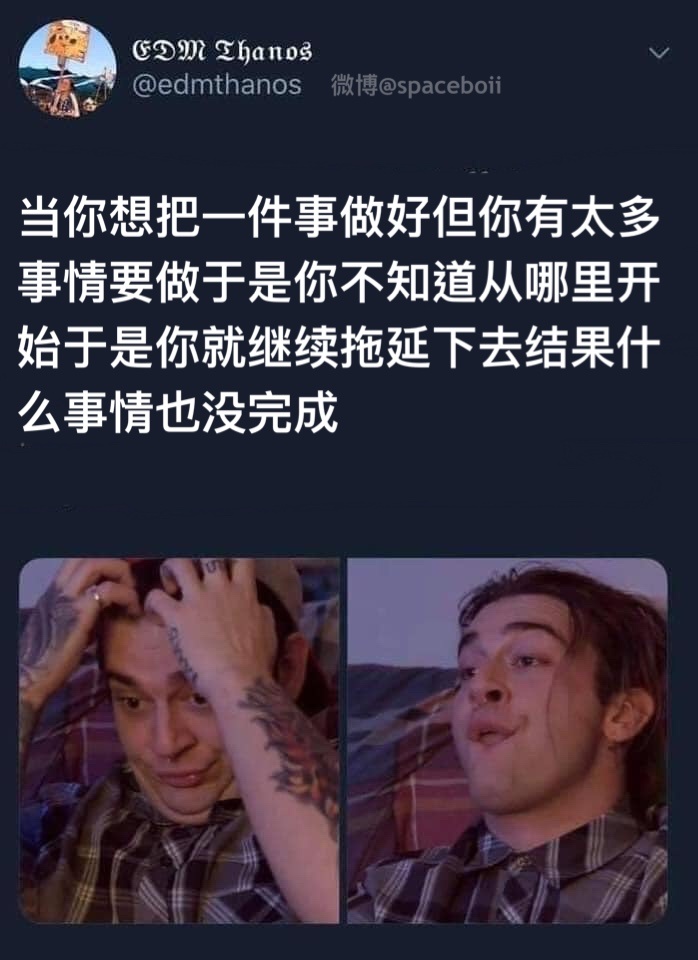 EDM Thanos
@edmthanos 微博@spaceboii
当你想把一件事做好但你有太多
事情要做于是你不知道从哪里开
始于是你就继续拖延下去结果什
么事情也没完成